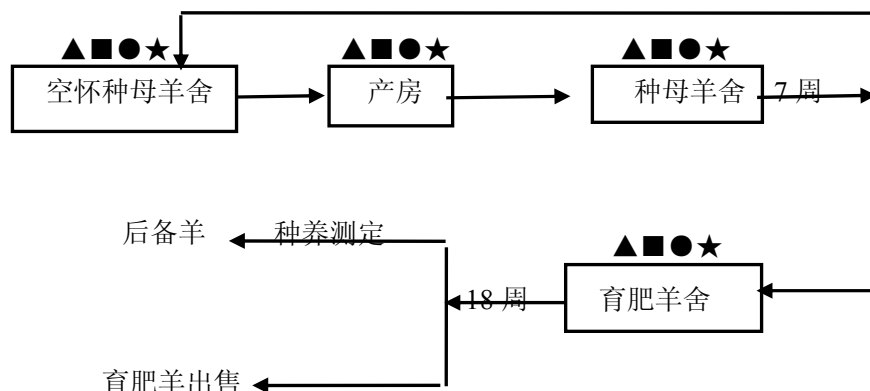 ▲■●★ ▲■●★ ▲■●★
空怀种母羊舍 产房 种母羊舍 7周
▲■●★
后备羊 种养测定
18周 育肥羊舍
育肥羊出售